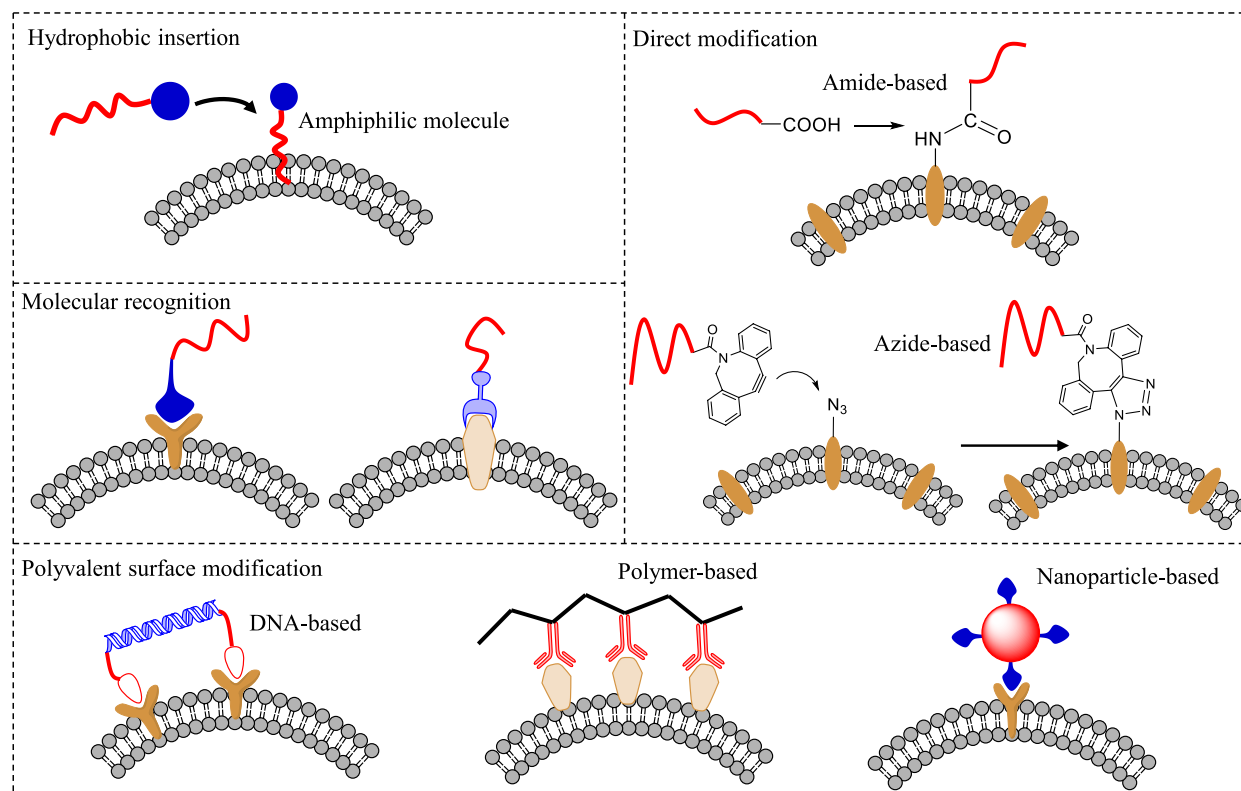 Hydrophobic insertion
Amphiphilic molecule
Direct modification
Amide-based
COOH
HN
C
O
Molecular recognition
Azide-based
O
N
N3
O
N
N
N
N
Polyvalent surface modification
DNA-based
Polymer-based
Nanoparticle-based